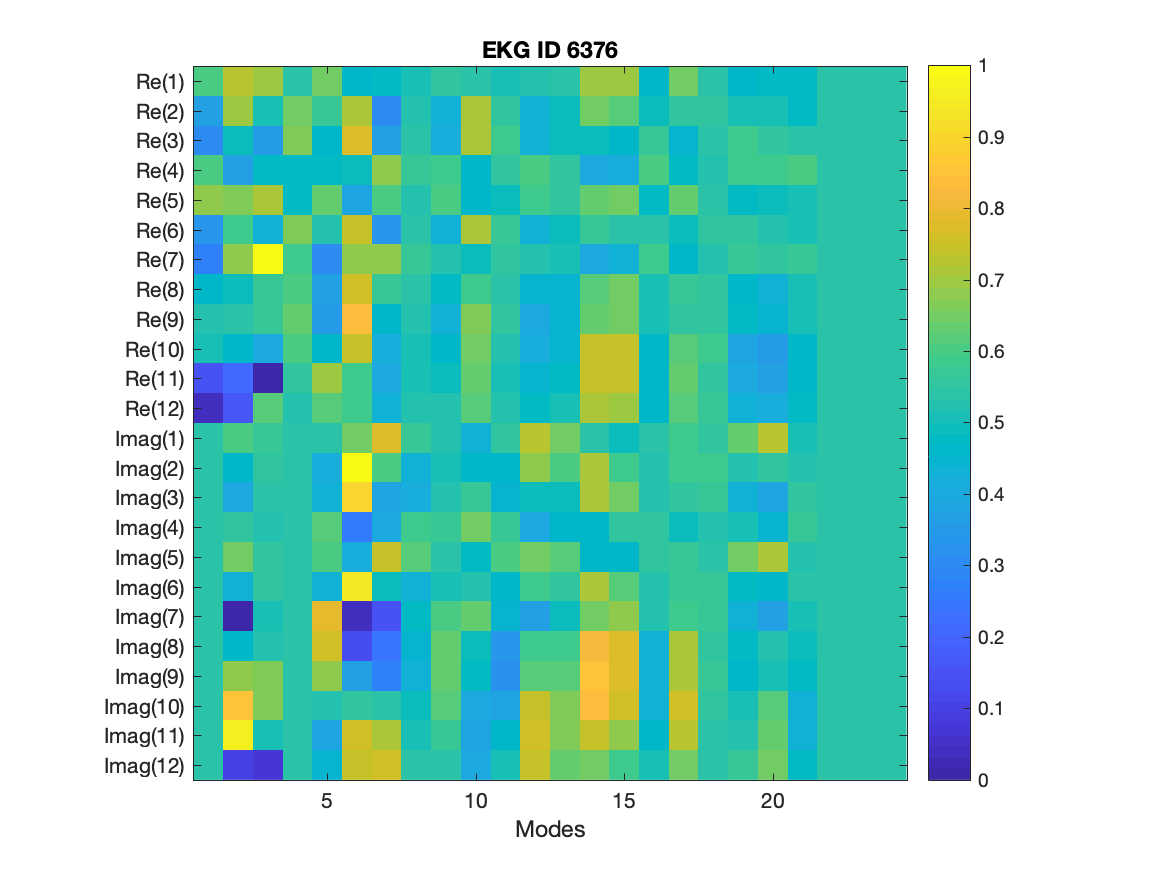 EKG ID 6376
Re(1)
Re(2)
Re(3)
Re(4)
Re(5)
Re(6)
Re(7)
Re(8)
Re(9)
Re(10)
Re(11)
Re(12)
Imag(1)
Imag(2)
Imag(3)
Imag(4)
Imag(5)
Imag(6)
Imag(7)
Imag(8)
Imag(9)
Imag(10)
Imag(11)
Imag(12)
5 10 15 20
Modes
1
0.9
0.8
0.7
0.6
0.5
0.4
0.3
0.2
0.1
0